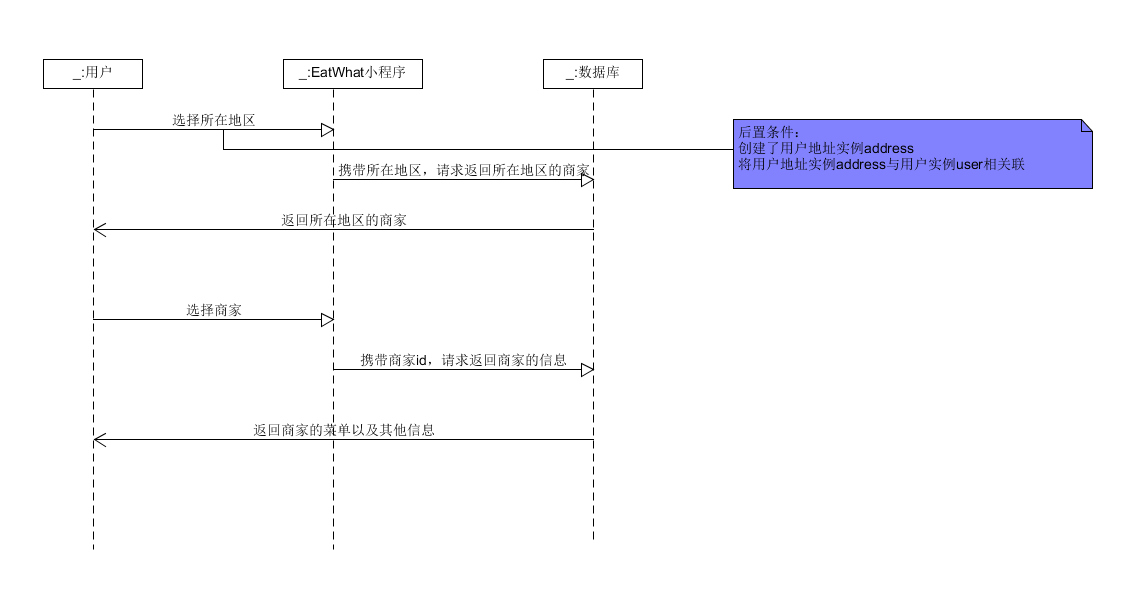 _:用户
_:EatWhat小程序
_:数据库
选择所在地区
后置条件：
创建了用户地址实例address
将用户地址实例address与用户实例user相关联
携带所在地区，请求返回所在地区的商家
返回所在地区的商家
选择商家
携带商家id，请求返回商家的信息
返回商家的菜单以及其他信息